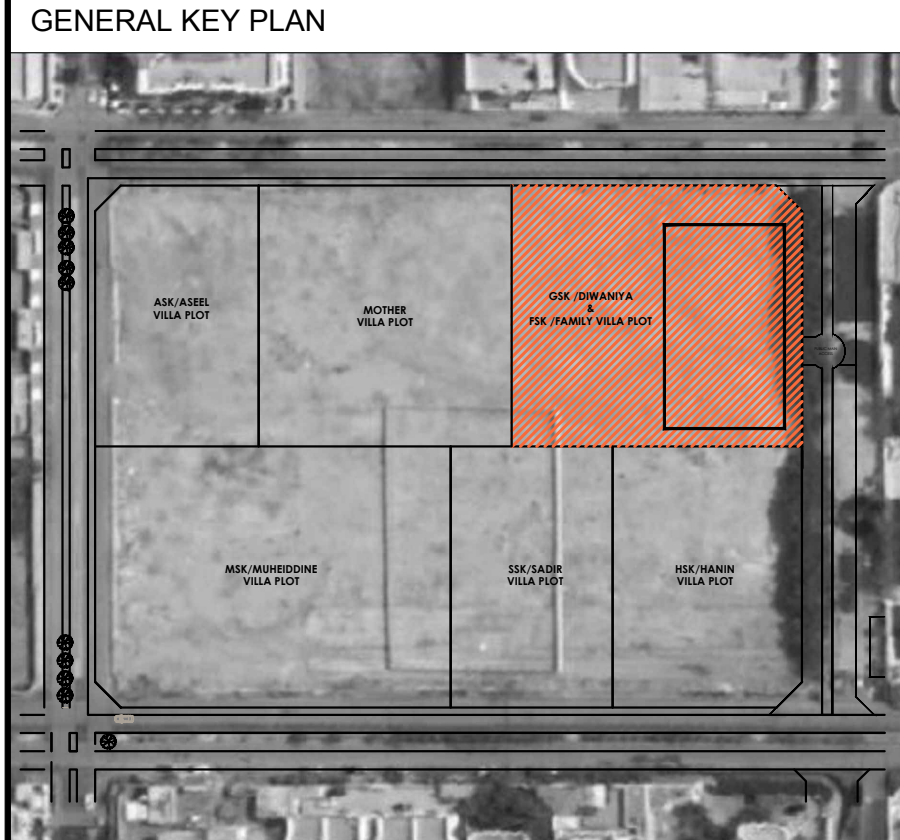 GENERAL KEY PLAN
ASK/ASEEL
VILLA PLOT
MOTHER
VILLA PLOT
GSK /DIWANIYA
&
FSK /FAMILY VILLA PLOT
MSK/MUHEIDDINE
VILLA PLOT
SSK/SADIR
VILLA PLOT
HSK/HANIN
VILLA PLOT